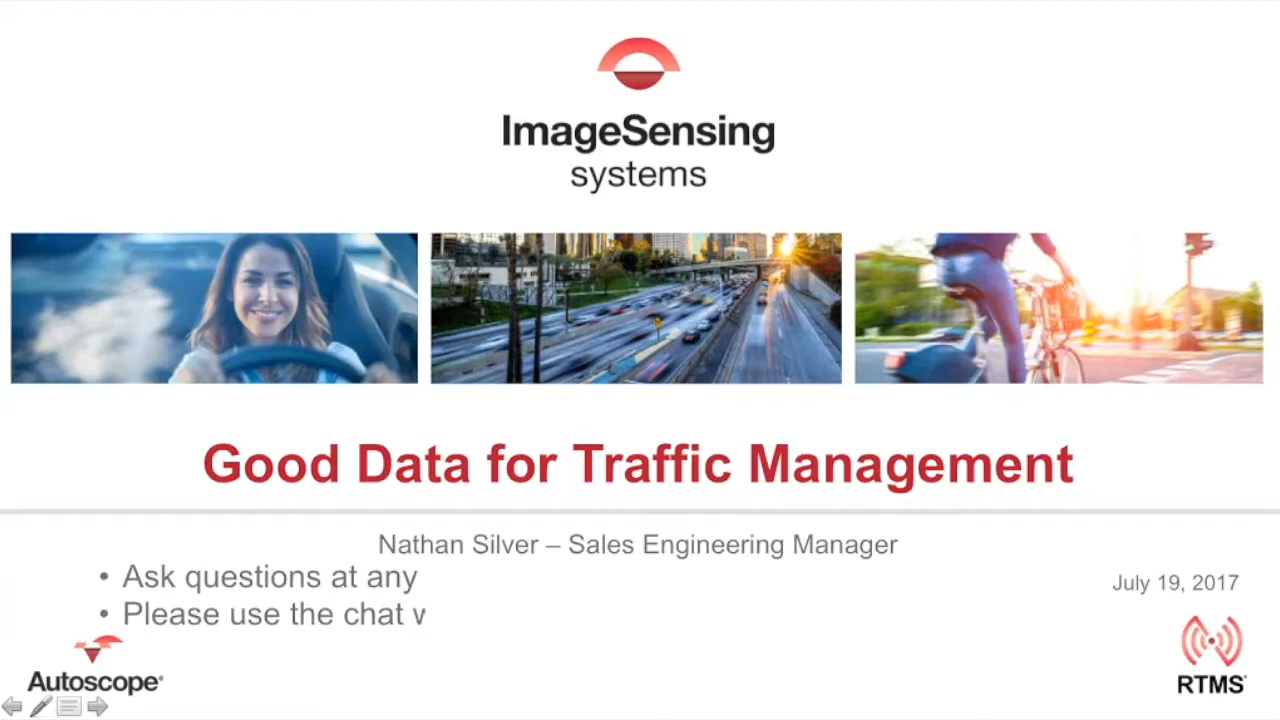 ImageSensing
systems
Good Data for Traffic Management
Nathan Silver – Sales Engineering Manager
• Ask questions at any
• Please use the chat
July 19, 2017
Autoscope®
RTMS